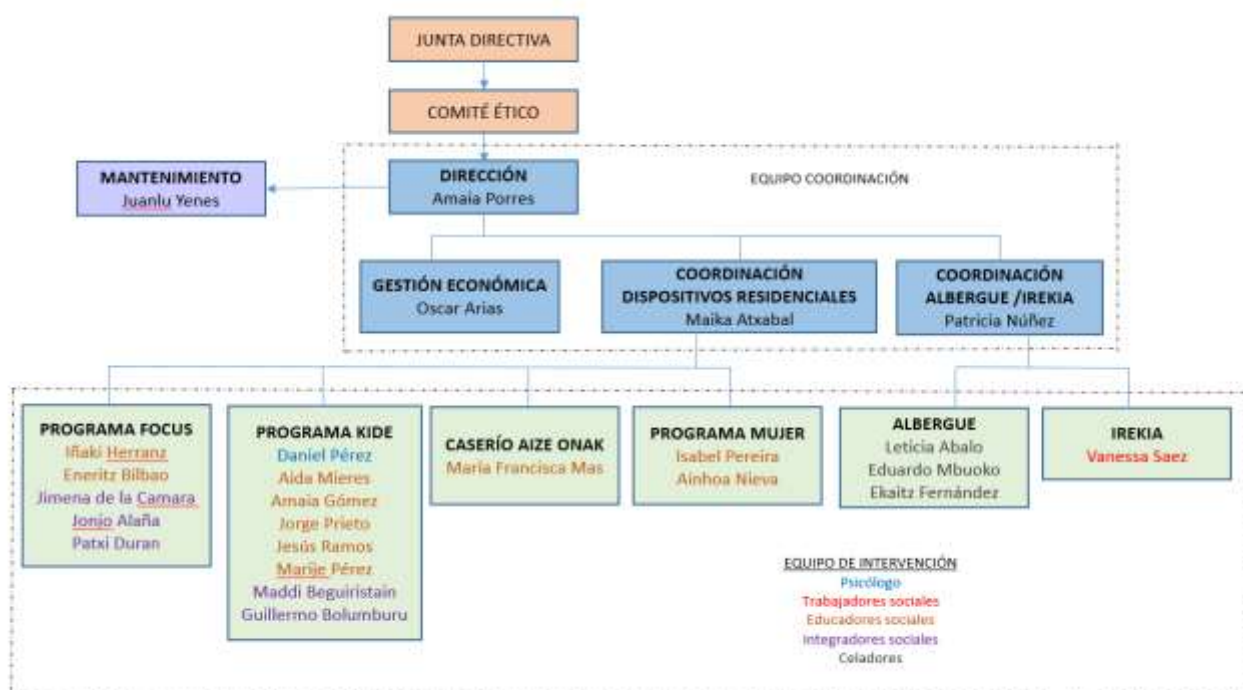 JUNTA DIRECTIVA
COMITÉ ÉTICO
MANTENIMIENTO
Juanlu Yenes
DIRECCIÓN
Amaia Porres
EQUIPO COORDINACIÓN
GESTIÓN ECONÓMICA
Oscar Arias
COORDINACIÓN
DISPOSITIVOS RESIDENCIALES
Maika Atxabal
COORDINACIÓN
ALBERGUE /IREKIA
Patricia Núñez
PROGRAMA FOCUS
Iñaki Herranz
Eneritz Bilbao
Jimena de la Camara
Jonjo Alaña
Patxi Duran
PROGRAMA KIDE
Daniel Pérez
Aida Mieres
Amaia Gómez
Jorge Prieto
Jesús Ramos
Marije Pérez
Maddi Beguiristain
Guillermo Bolumburu
CASERÍO AIZE ONAK
María Francisca Mas
PROGRAMA MUJER
Isabel Pereira
Ainhoa Nieva
ALBERGUE
Leticia Abalo
Eduardo Mbuoko
Ekaitz Fernández
IREKIA
Vanessa Saez
EQUIPO DE INTERVENCIÓN
Psicólogo
Trabajadores sociales
Educadores sociales
Integradores sociales
Celadores